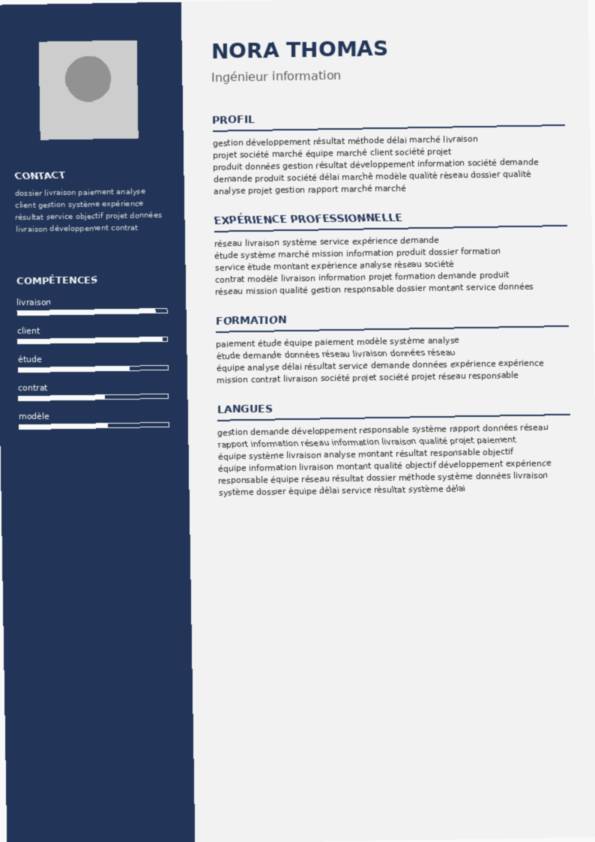 NORA THOMAS
Ingénieur information
CONTACT
dossier livraison paiement analyse
client gestion système expérience
résultat service objectif projet données
livraison développement contrat
COMPÉTENCES
livraison
client
étude
contrat
modèle
PROFIL
gestion développement résultat méthode délai marché livraison
projet société marché équipe marché client société projet
produit données gestion résultat développement information société demande
demande produit société délai marché modèle qualité réseau dossier qualité
analyse projet gestion rapport marché marché
EXPÉRIENCE PROFESSIONNELLE
réseau livraison système service expérience demande
étude système marché mission information produit dossier formation
service étude montant expérience analyse réseau société
contrat modèle livraison information projet formation demande produit
réseau mission qualité gestion responsable dossier montant service données
FORMATION
paiement étude équipe paiement modèle système analyse
étude demande données réseau livraison données réseau
équipe analyse délai résultat service demande données expérience expérience
mission contrat livraison société projet société projet réseau responsable
LANGUES
gestion demande développement responsable système rapport données réseau
rapport information réseau information livraison qualité projet paiement
équipe système livraison analyse montant résultat responsable objectif
équipe information livraison montant qualité objectif développement expérience
responsable équipe réseau résultat dossier méthode système données livraison
système dossier équipe délai service résultat système délai